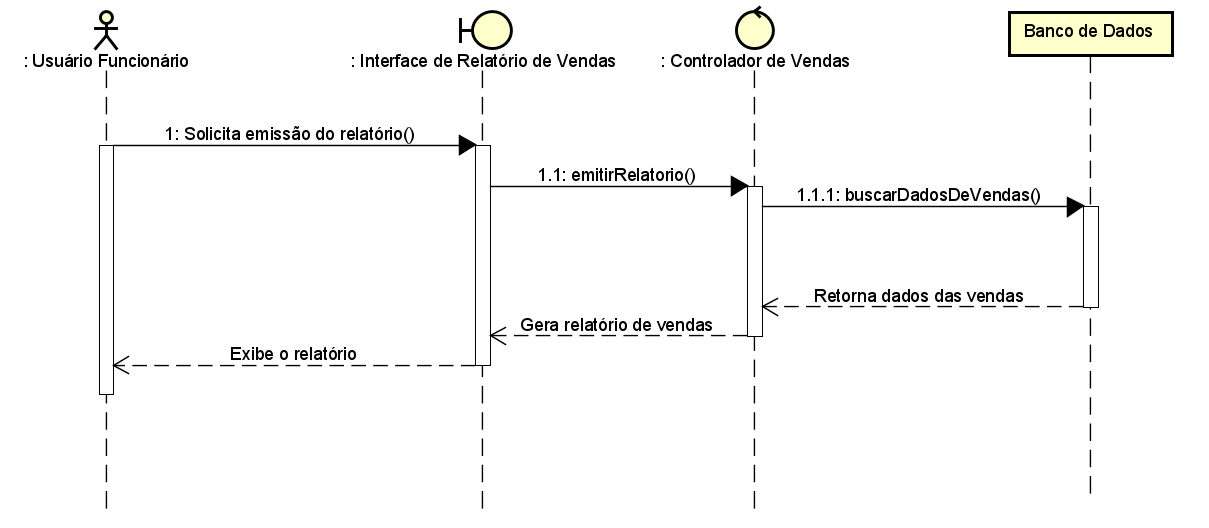 : Usuário Funcionário
: Interface de Relatório de Vendas
: Controlador de Vendas
Banco de Dados
1: Solicita emissão do relatório()
1.1: emitirRelatorio()
1.1.1: buscarDadosDeVendas()
Retorna dados das vendas
Gera relatório de vendas
Exibe o relatório